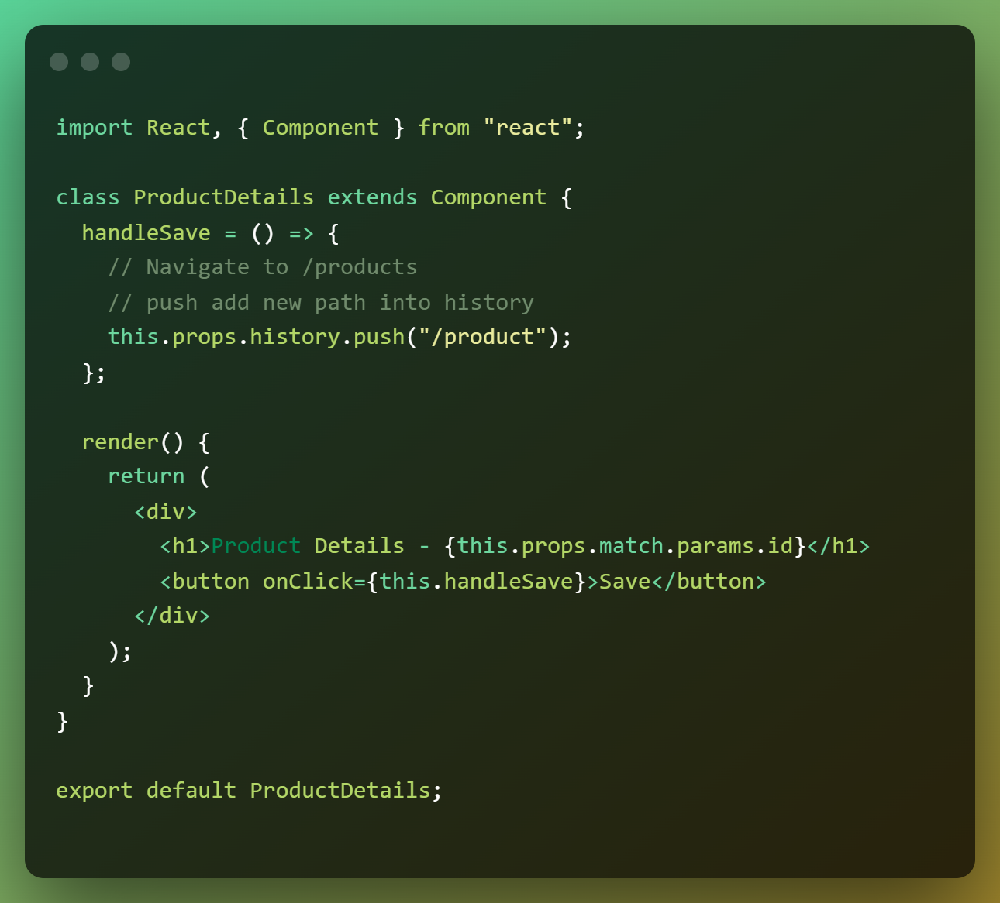 import React, { Component } from "react";

class ProductDetails extends Component {
  handleSave = () => {
    // Navigate to /products
    // push add new path into history
    this.props.history.push("/product");
  };

  render() {
    return (
      <div>
        <h1>Product Details - {this.props.match.params.id}</h1>
        <button onClick={this.handleSave}>Save</button>
      </div>
    );
  }
}

export default ProductDetails;